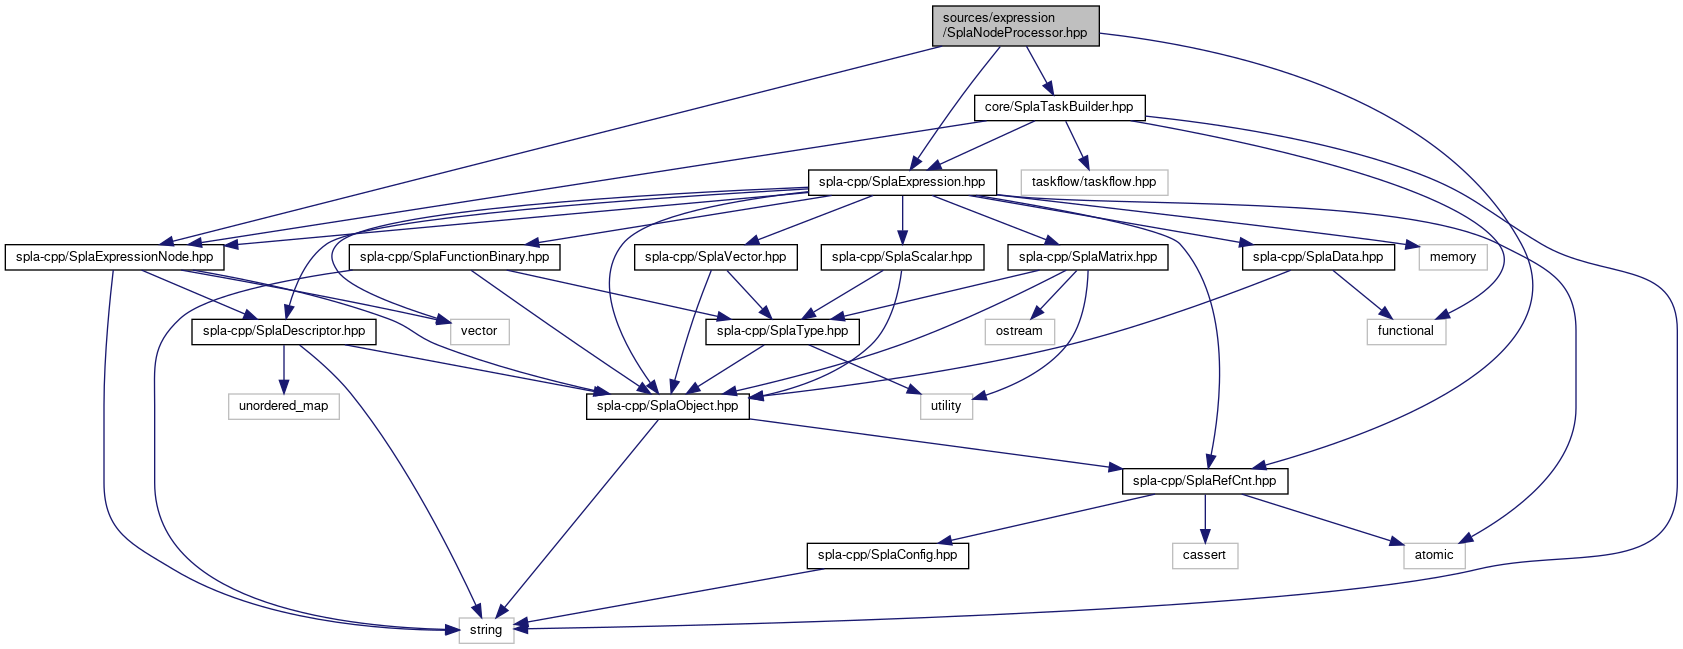 sources/expression
/SplaNodeProcessor.hpp
core/SplaTaskBuilder.hpp
spla-cpp/SplaExpression.hpp
taskflow/taskflow.hpp
spla-cpp/SplaExpressionNode.hpp
spla-cpp/SplaFunctionBinary.hpp
spla-cpp/SplaVector.hpp
spla-cpp/SplaScalar.hpp
spla-cpp/SplaMatrix.hpp
spla-cpp/SplaData.hpp
memory
spla-cpp/SplaDescriptor.hpp
vector
spla-cpp/SplaType.hpp
ostream
functional
unordered_map
spla-cpp/SplaObject.hpp
utility
spla-cpp/SplaRefCnt.hpp
spla-cpp/SplaConfig.hpp
cassert
atomic
string